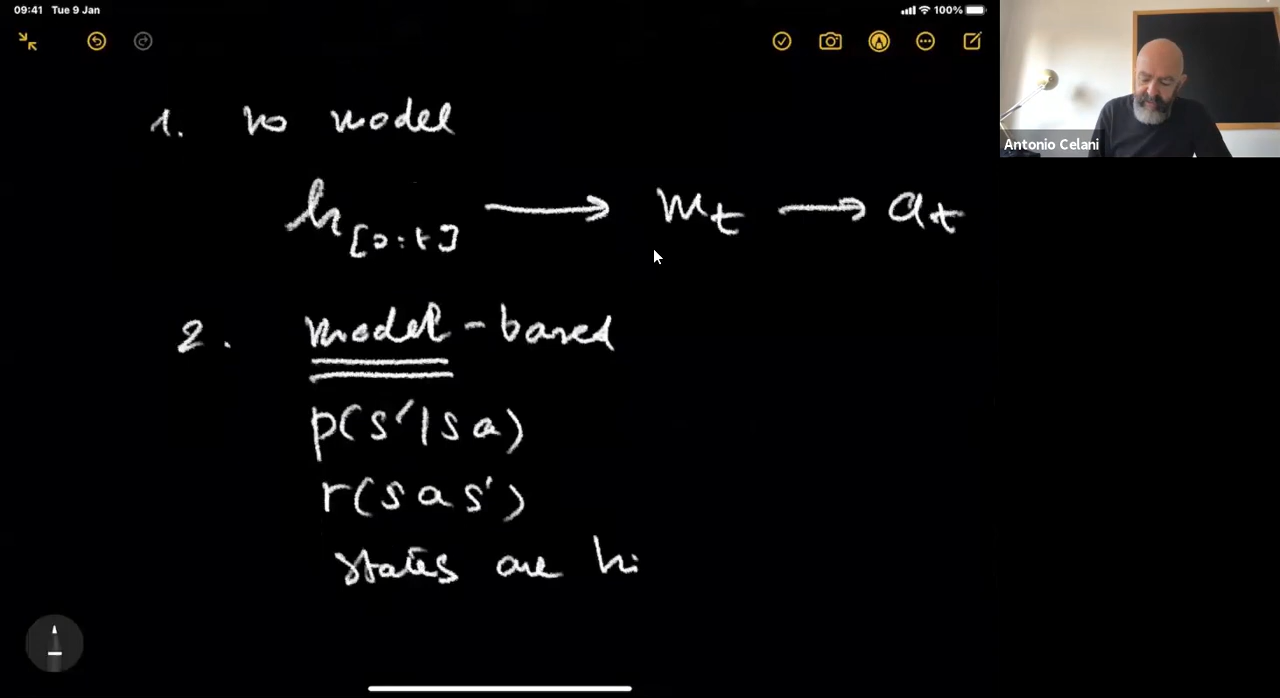 09:41 Tue 9 Jan 100%
Antonio Celani
1. no model
h[0:t] → mt → at
2. model-based
p(s'|s a)
r(s a s')
states are hi